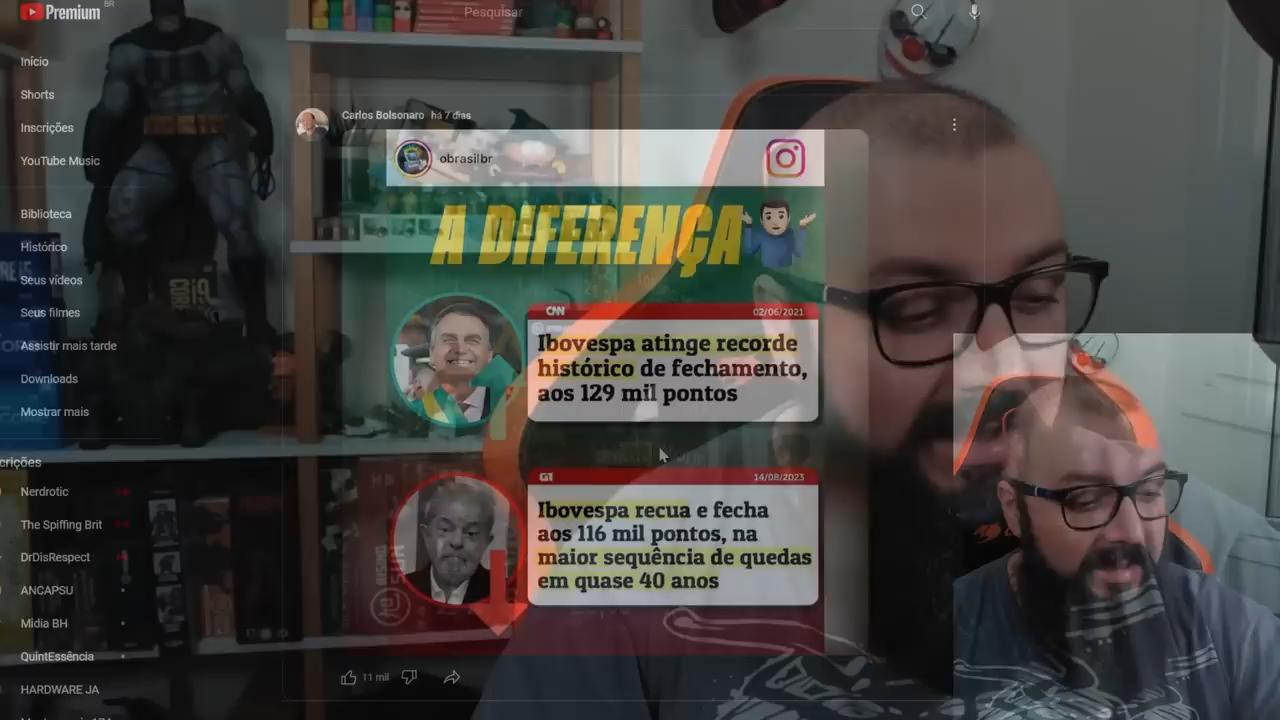 Premium BR
Pesquisar
Início
Shorts
Inscrições
YouTube Music
Biblioteca
Histórico
Seus vídeos
Seus filmes
Assistir mais tarde
Downloads
Mostrar mais
crições
Nerdrotic
The Spiffing Brit
DrDisRespect
ANCAPSU
Midia BH
QuintEssência
HARDWARE JA
Carlos Bolsonaro há 7 dias
obrasilbr
A DIFERENÇA
CNN 02/06/2021
Ibovespa atinge recorde
histórico de fechamento,
aos 129 mil pontos
G1 14/08/2023
Ibovespa recua e fecha
aos 116 mil pontos, na
maior sequência de quedas
em quase 40 anos
11 mil